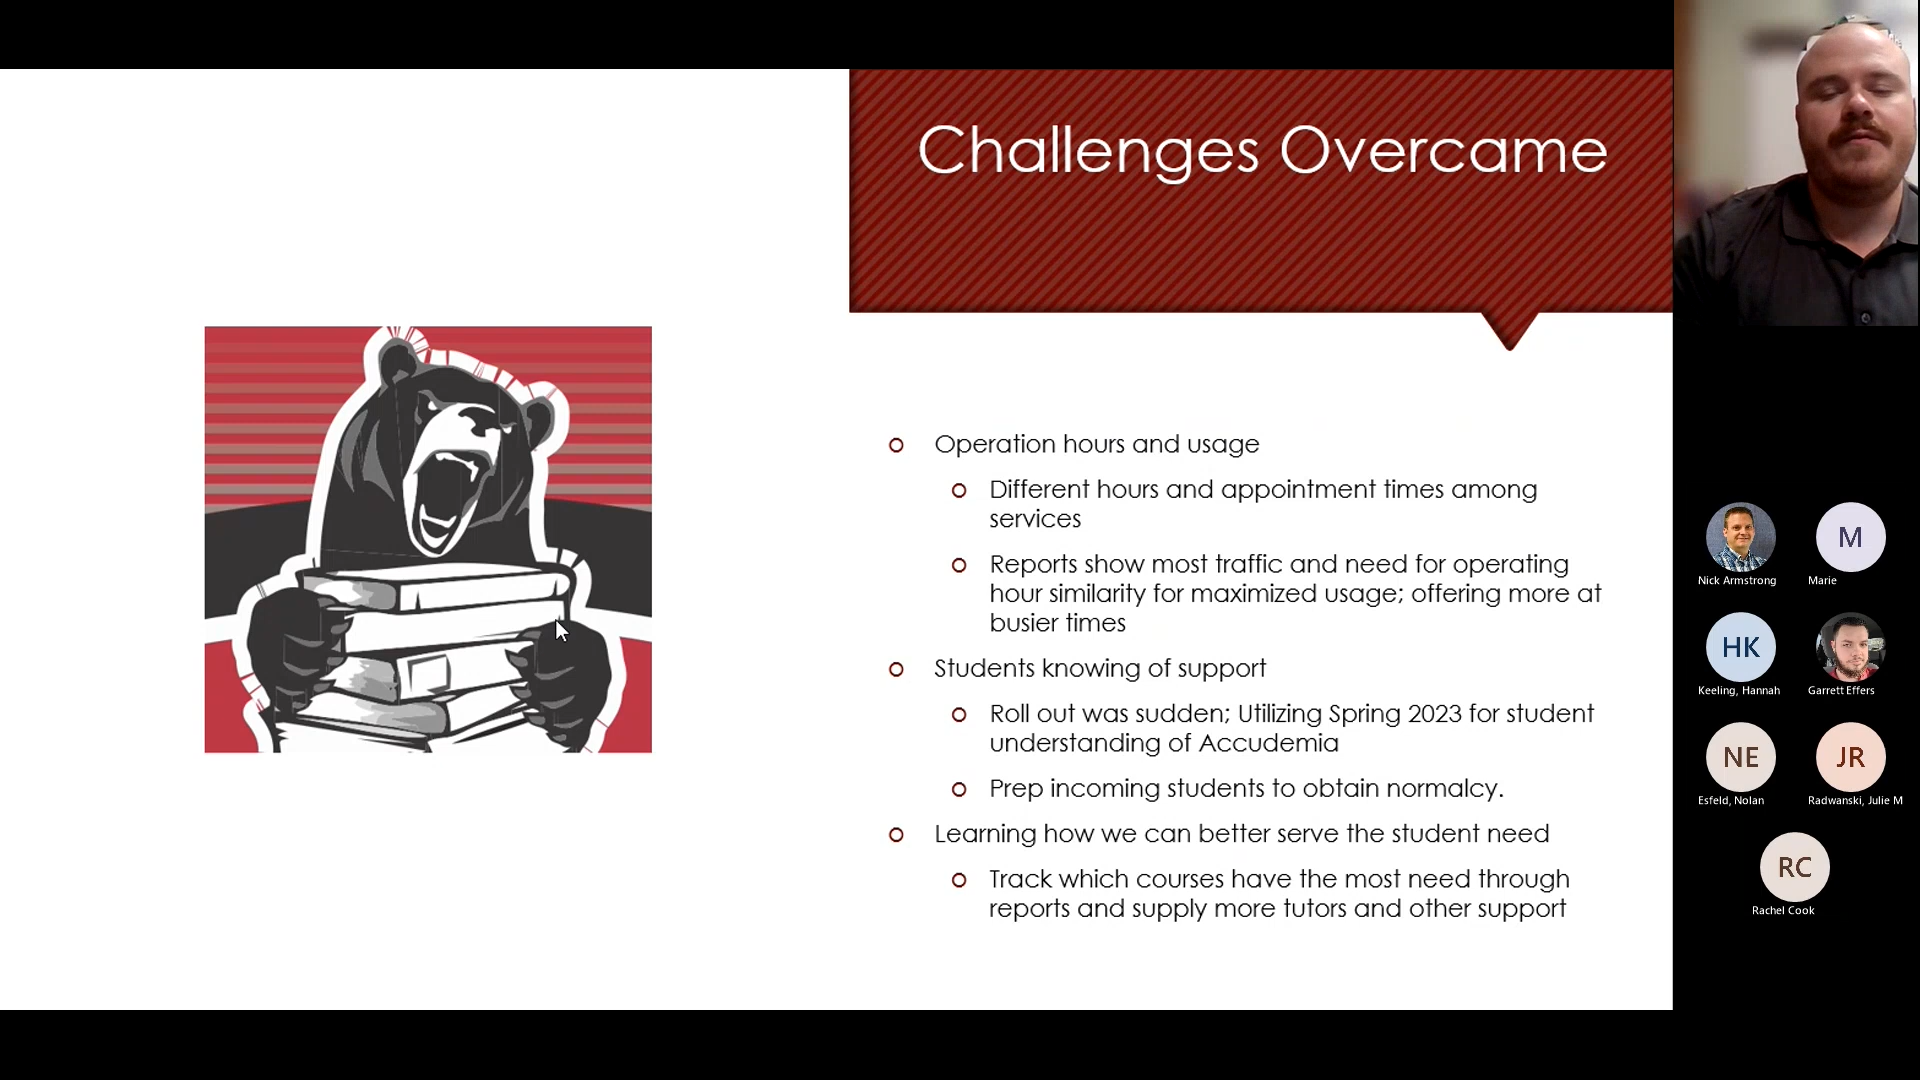 Challenges Overcame
Operation hours and usage
Different hours and appointment times among
services
Reports show most traffic and need for operating
hour similarity for maximized usage; offering more at
busier times
Students knowing of support
Roll out was sudden; Utilizing Spring 2023 for student
understanding of Accudemia
Prep incoming students to obtain normalcy.
Learning how we can better serve the student need
Track which courses have the most need through
reports and supply more tutors and other support
Nick Armstrong
M
Marie
HK
Keeling, Hannah
Garrett Effers
NE
Esfeld, Nolan
JR
Radwanski, Julie M
RC
Rachel Cook